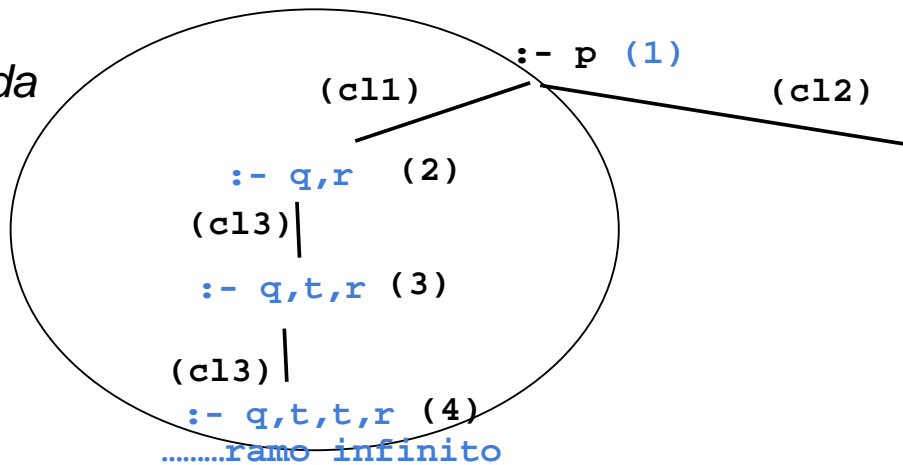 :- p (1)
da
(cl1) (cl2)
:- q,r (2)
(cl3)
:- q,t,r (3)
(cl3)
:- q,t,t,r (4)
.........ramo infinito